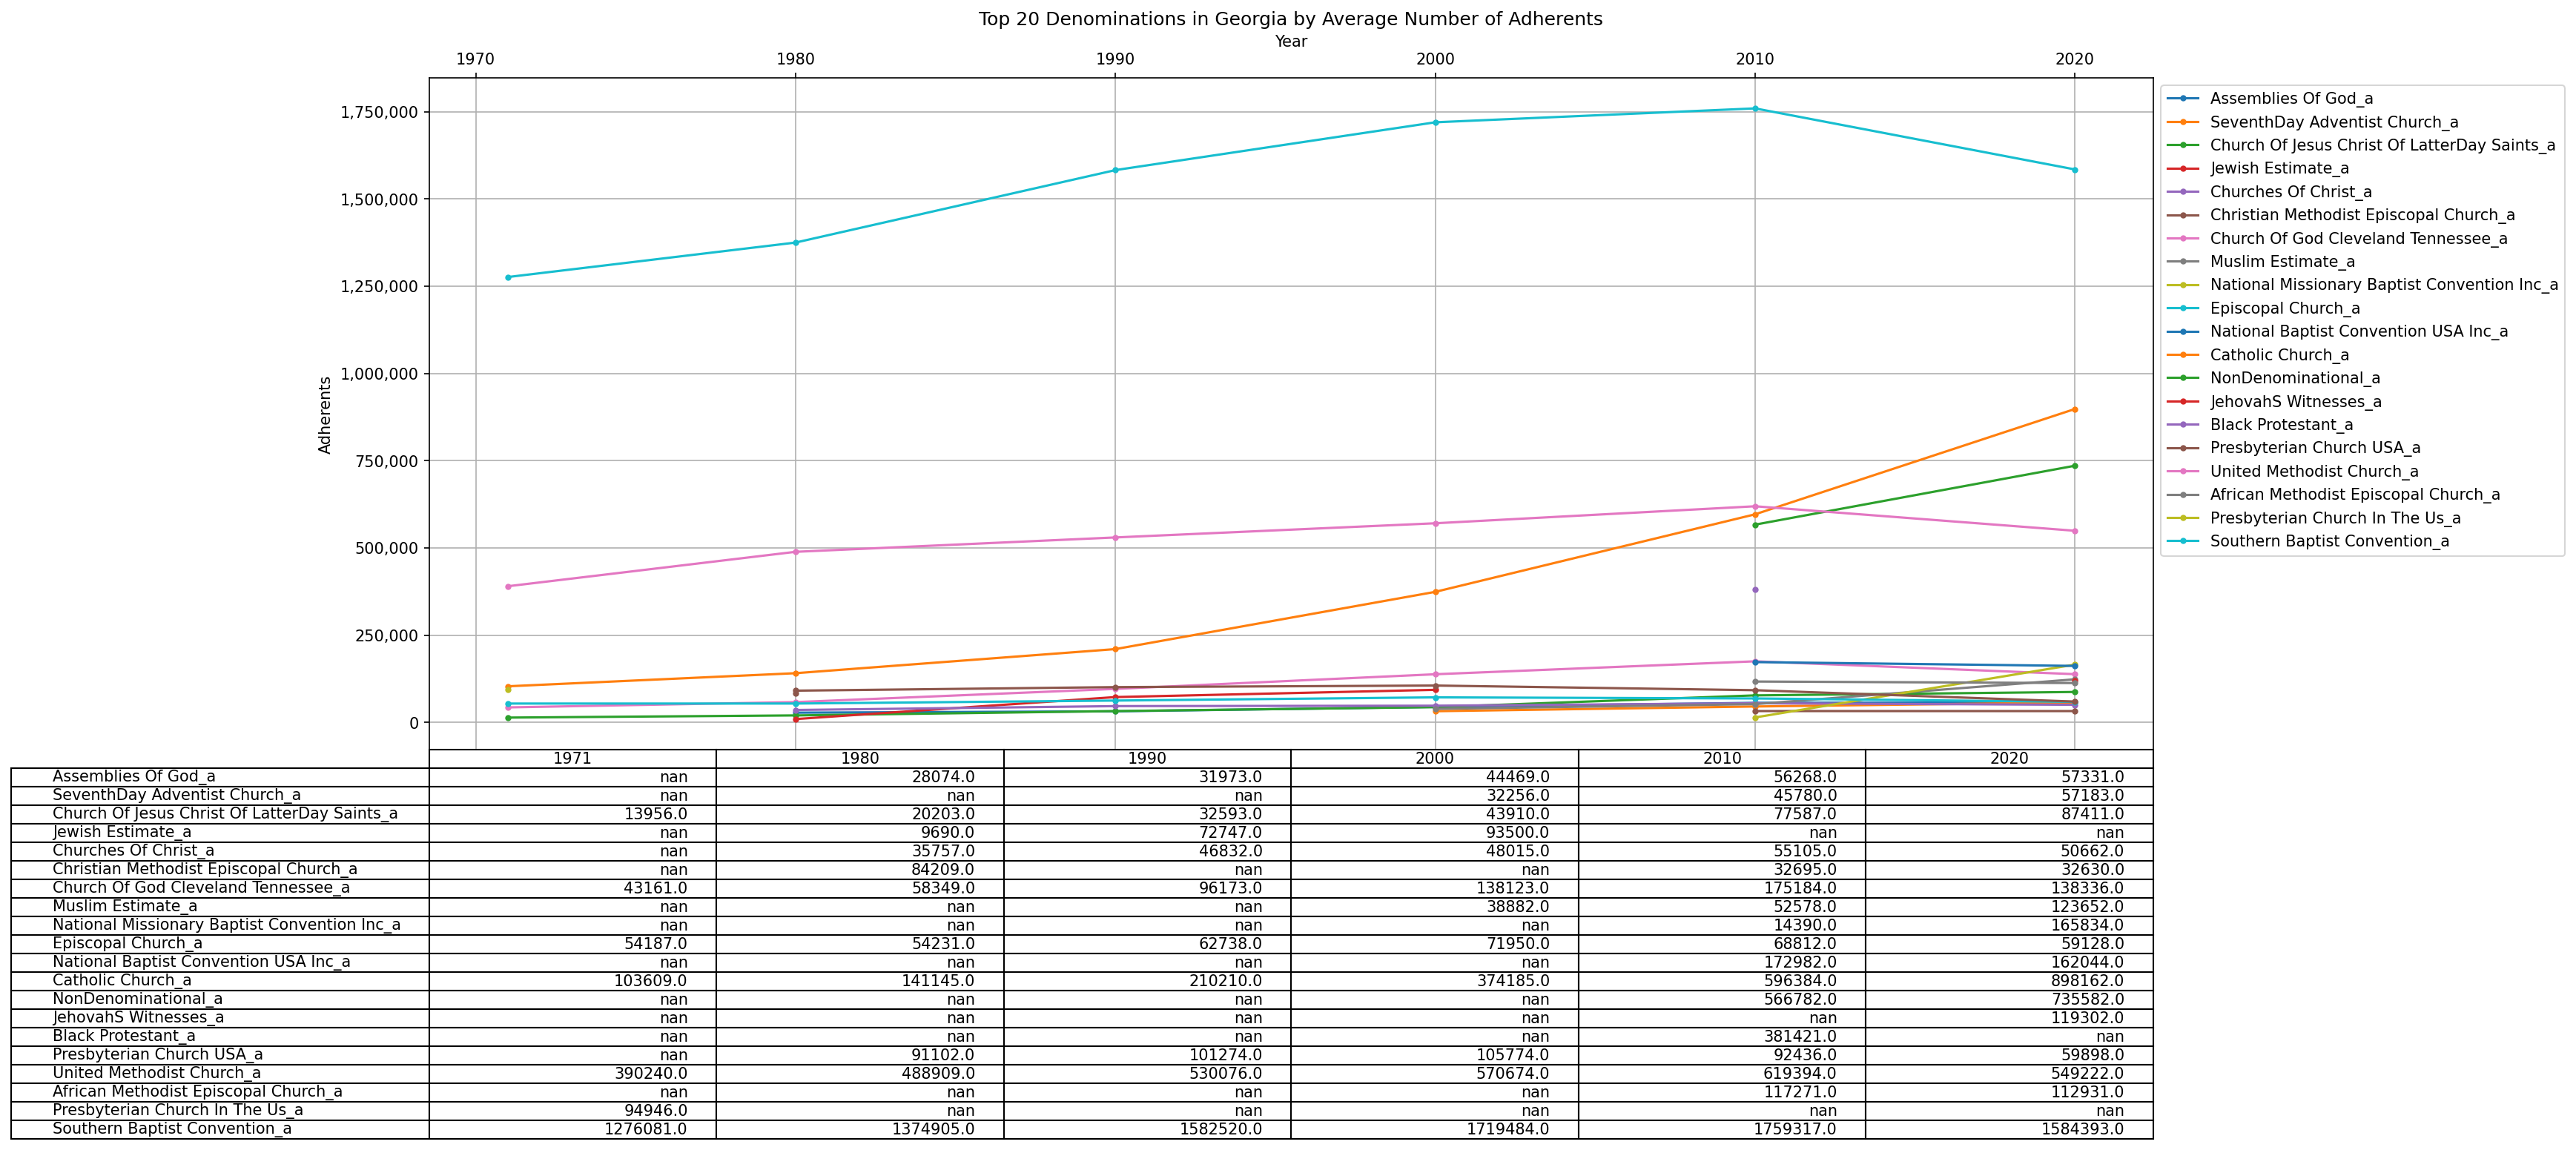 Top 20 Denominations in Georgia by Average Number of Adherents
Year
1970 1980 1990 2000 2010 2020
1,750,000
1,500,000
1,250,000
1,000,000
750,000
500,000
250,000
0
Adherents
Assemblies Of God_a
SeventhDay Adventist Church_a
Church Of Jesus Christ Of LatterDay Saints_a
Jewish Estimate_a
Churches Of Christ_a
Christian Methodist Episcopal Church_a
Church Of God Cleveland Tennessee_a
Muslim Estimate_a
National Missionary Baptist Convention Inc_a
Episcopal Church_a
National Baptist Convention USA Inc_a
Catholic Church_a
NonDenominational_a
JehovahS Witnesses_a
Black Protestant_a
Presbyterian Church USA_a
United Methodist Church_a
African Methodist Episcopal Church_a
Presbyterian Church In The Us_a
Southern Baptist Convention_a
1971 1980 1990 2000 2010 2020
Assemblies Of God_a nan 28074.0 31973.0 44469.0 56268.0 57331.0
SeventhDay Adventist Church_a nan nan nan 32256.0 45780.0 57183.0
Church Of Jesus Christ Of LatterDay Saints_a 13956.0 20203.0 32593.0 43910.0 77587.0 87411.0
Jewish Estimate_a nan 9690.0 72747.0 93500.0 nan nan
Churches Of Christ_a nan 35757.0 46832.0 48015.0 55105.0 50662.0
Christian Methodist Episcopal Church_a nan 84209.0 nan nan 32695.0 32630.0
Church Of God Cleveland Tennessee_a 43161.0 58349.0 96173.0 138123.0 175184.0 138336.0
Muslim Estimate_a nan nan nan 38882.0 52578.0 123652.0
National Missionary Baptist Convention Inc_a nan nan nan nan 14390.0 165834.0
Episcopal Church_a 54187.0 54231.0 62738.0 71950.0 68812.0 59128.0
National Baptist Convention USA Inc_a nan nan nan nan 172982.0 162044.0
Catholic Church_a 103609.0 141145.0 210210.0 374185.0 596384.0 898162.0
NonDenominational_a nan nan nan nan 566782.0 735582.0
JehovahS Witnesses_a nan nan nan nan nan 119302.0
Black Protestant_a nan nan nan nan 381421.0 nan
Presbyterian Church USA_a nan 91102.0 101274.0 105774.0 92436.0 59898.0
United Methodist Church_a 390240.0 488909.0 530076.0 570674.0 619394.0 549222.0
African Methodist Episcopal Church_a nan nan nan nan 117271.0 112931.0
Presbyterian Church In The Us_a 94946.0 nan nan nan nan nan
Southern Baptist Convention_a 1276081.0 1374905.0 1582520.0 1719484.0 1759317.0 1584393.0